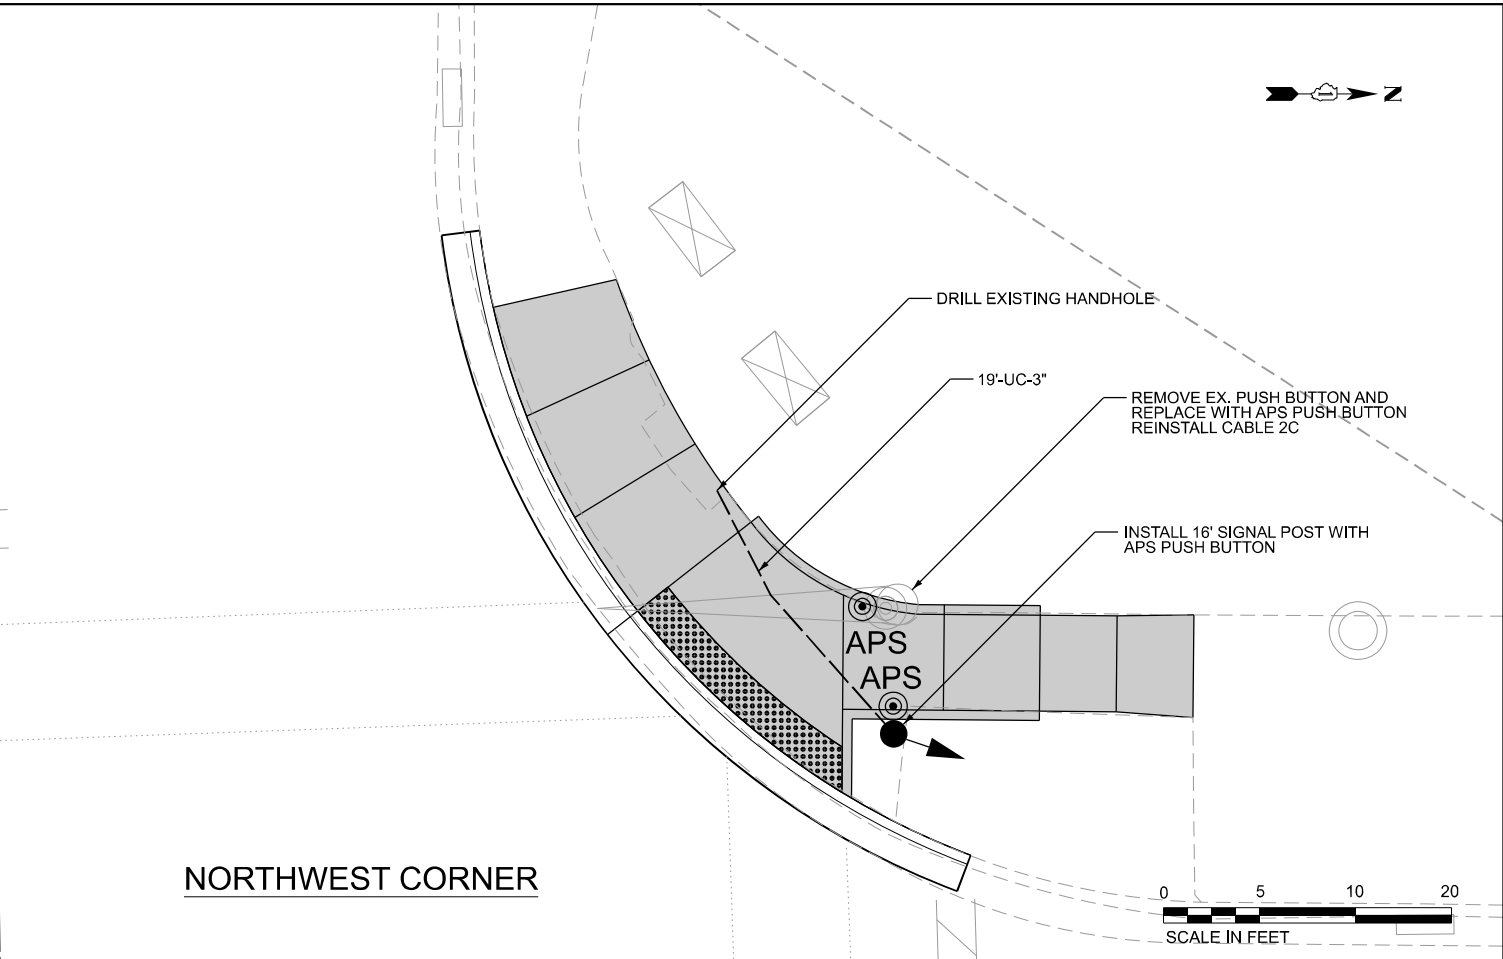 N
DRILL EXISTING HANDHOLE
19'-UC-3"
REMOVE EX. PUSH BUTTON AND
REPLACE WITH APS PUSH BUTTON
REINSTALL CABLE 2C
INSTALL 16' SIGNAL POST WITH
APS PUSH BUTTON
APS
APS
NORTHWEST CORNER
0 5 10 20
SCALE IN FEET